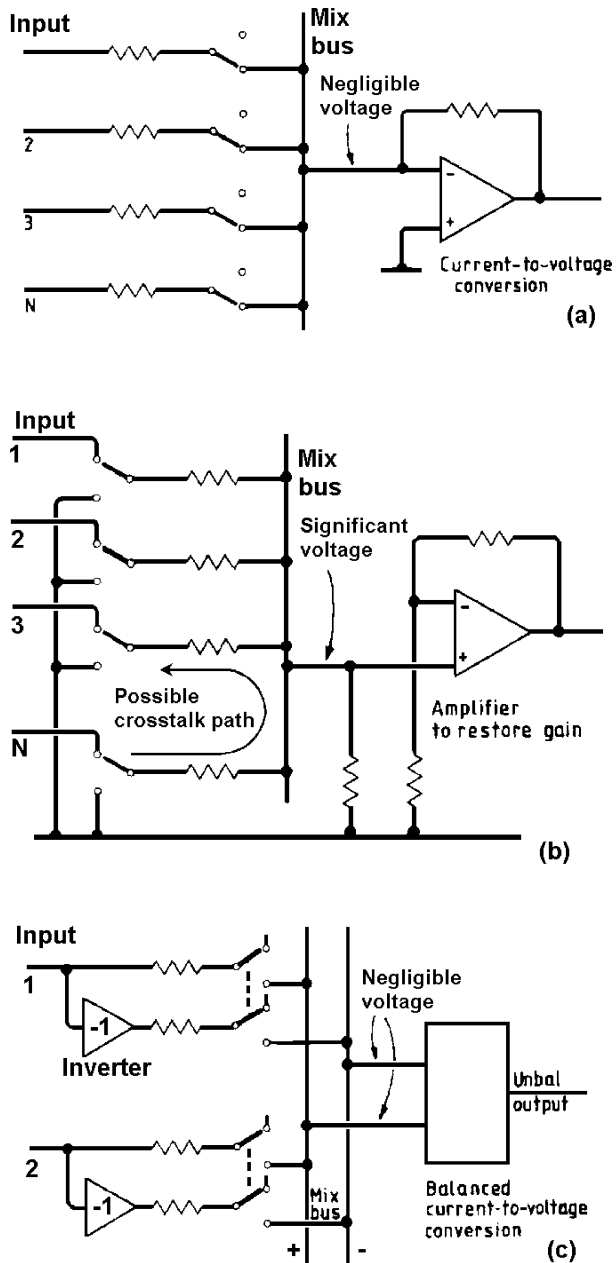 Input
Mix
bus
Negligible
voltage
2
3
N
-
+
Current-to-voltage
conversion
(a)
Input
1
Mix
bus
2
Significant
voltage
3
-
+
Possible
crosstalk path
Amplifier
to restore gain
N
(b)
Input
1
Negligible
voltage
-1
Inverter
Unbal
output
2
-1
Mix
bus
Balanced
current-to-voltage
conversion
+ -
(c)